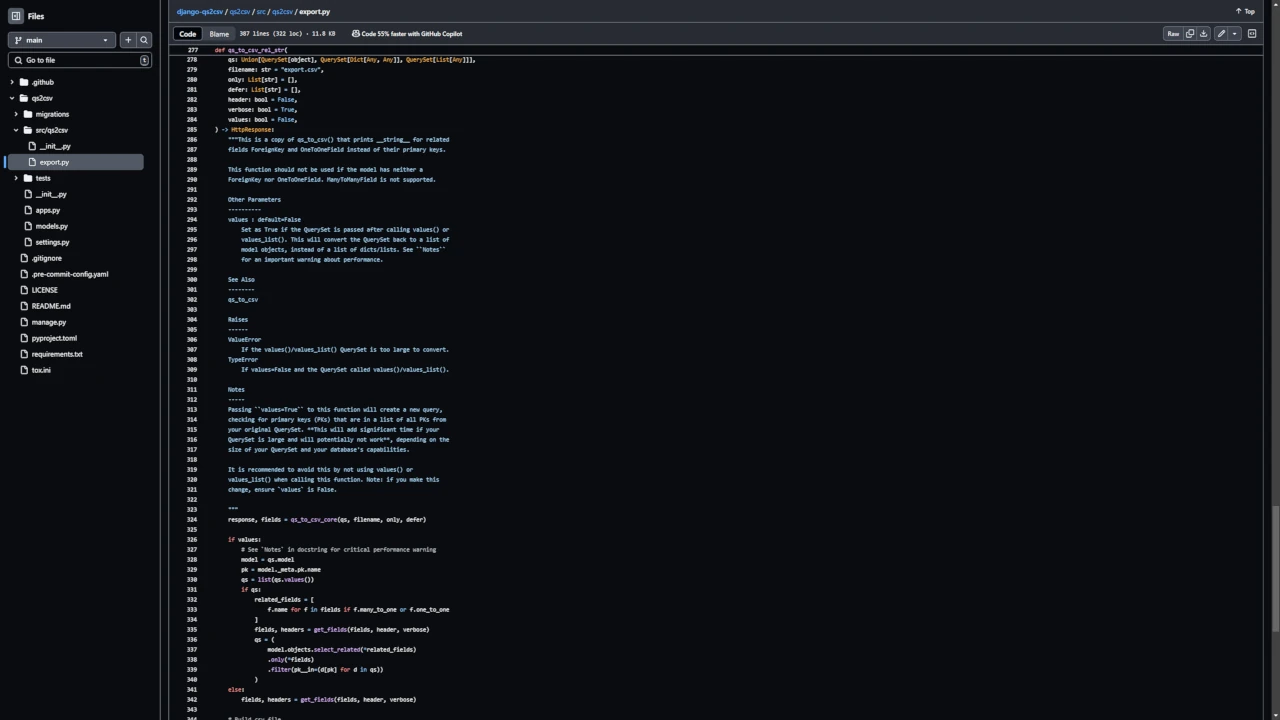 Files
django-qs2csv / qs2csv / src / qs2csv / export.py
Top
main
Code
Blame
387 lines (322 loc) · 11.8 KB
Code 55% faster with GitHub Copilot
Raw
Go to file
t
.github
qs2csv
migrations
src/qs2csv
__init__.py
export.py
tests
__init__.py
apps.py
models.py
settings.py
.gitignore
.pre-commit-config.yaml
LICENSE
README.md
manage.py
pyproject.toml
requirements.txt
tox.ini
277 def qs_to_csv_rel_str(
278 qs: Union[QuerySet[object], QuerySet[Dict[Any, Any]], QuerySet[List[Any]]],
279 filename: str = "export.csv",
280 only: List[str] = [],
281 defer: List[str] = [],
282 header: bool = False,
283 verbose: bool = True,
284 values: bool = False,
285 ) -> HttpResponse:
286 """This is a copy of qs_to_csv() that prints __string__ for related
287 fields ForeignKey and OneToOneField instead of their primary keys.
288
289 This function should not be used if the model has neither a
290 ForeignKey nor OneToOneField. ManyToManyField is not supported.
291
292 Other Parameters
293 ----------
294 values : default=False
295 Set as True if the QuerySet is passed after calling values() or
296 values_list(). This will convert the QuerySet back to a list of
297 model objects, instead of a list of dicts/lists. See ``Notes``
298 for an important warning about performance.
299
300 See Also
301 --------
302 qs_to_csv
303
304 Raises
305 ------
306 ValueError
307 If the values()/values_list() QuerySet is too large to convert.
308 TypeError
309 If values=False and the QuerySet called values()/values_list().
310
311 Notes
312 -----
313 Passing ``values=True`` to this function will create a new query,
314 checking for primary keys (PKs) that are in a list of all PKs from
315 your original QuerySet. **This will add significant time if your
316 QuerySet is large and will potentially not work**, depending on the
317 size of your QuerySet and your database's capabilities.
318
319 It is recommended to avoid this by not using values() or
320 values_list() when calling this function. Note: if you make this
321 change, ensure `values` is False.
322
323 """
324 response, fields = qs_to_csv_core(qs, filename, only, defer)
325
326 if values:
327 # See `Notes` in docstring for critical performance warning
328 model = qs.model
329 pk = model._meta.pk.name
330 qs = list(qs.values())
331 if qs:
332 related_fields = [
333 f.name for f in fields if f.many_to_one or f.one_to_one
334 ]
335 fields, headers = get_fields(fields, header, verbose)
336 qs = (
337 model.objects.select_related(*related_fields)
338 .only(*fields)
339 .filter(pk__in=(d[pk] for d in qs))
340 )
341 else:
342 fields, headers = get_fields(fields, header, verbose)
343
344 # Build csv file